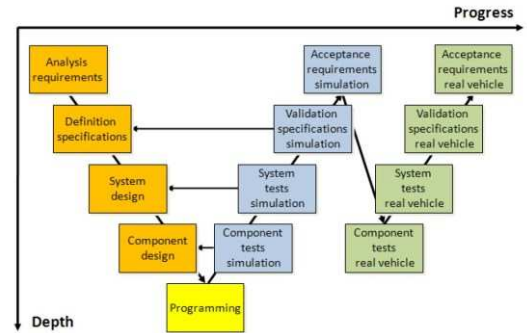 Progress
Analysis
requirements
Acceptance
requirements
simulation
Acceptance
requirements
real vehicle
Definition
specifications
Validation
specifications
simulation
Validation
specifications
real vehicle
System
design
System
tests
simulation
System
tests
real vehicle
Component
design
Component
tests
simulation
Component
tests
real vehicle
Programming
Depth